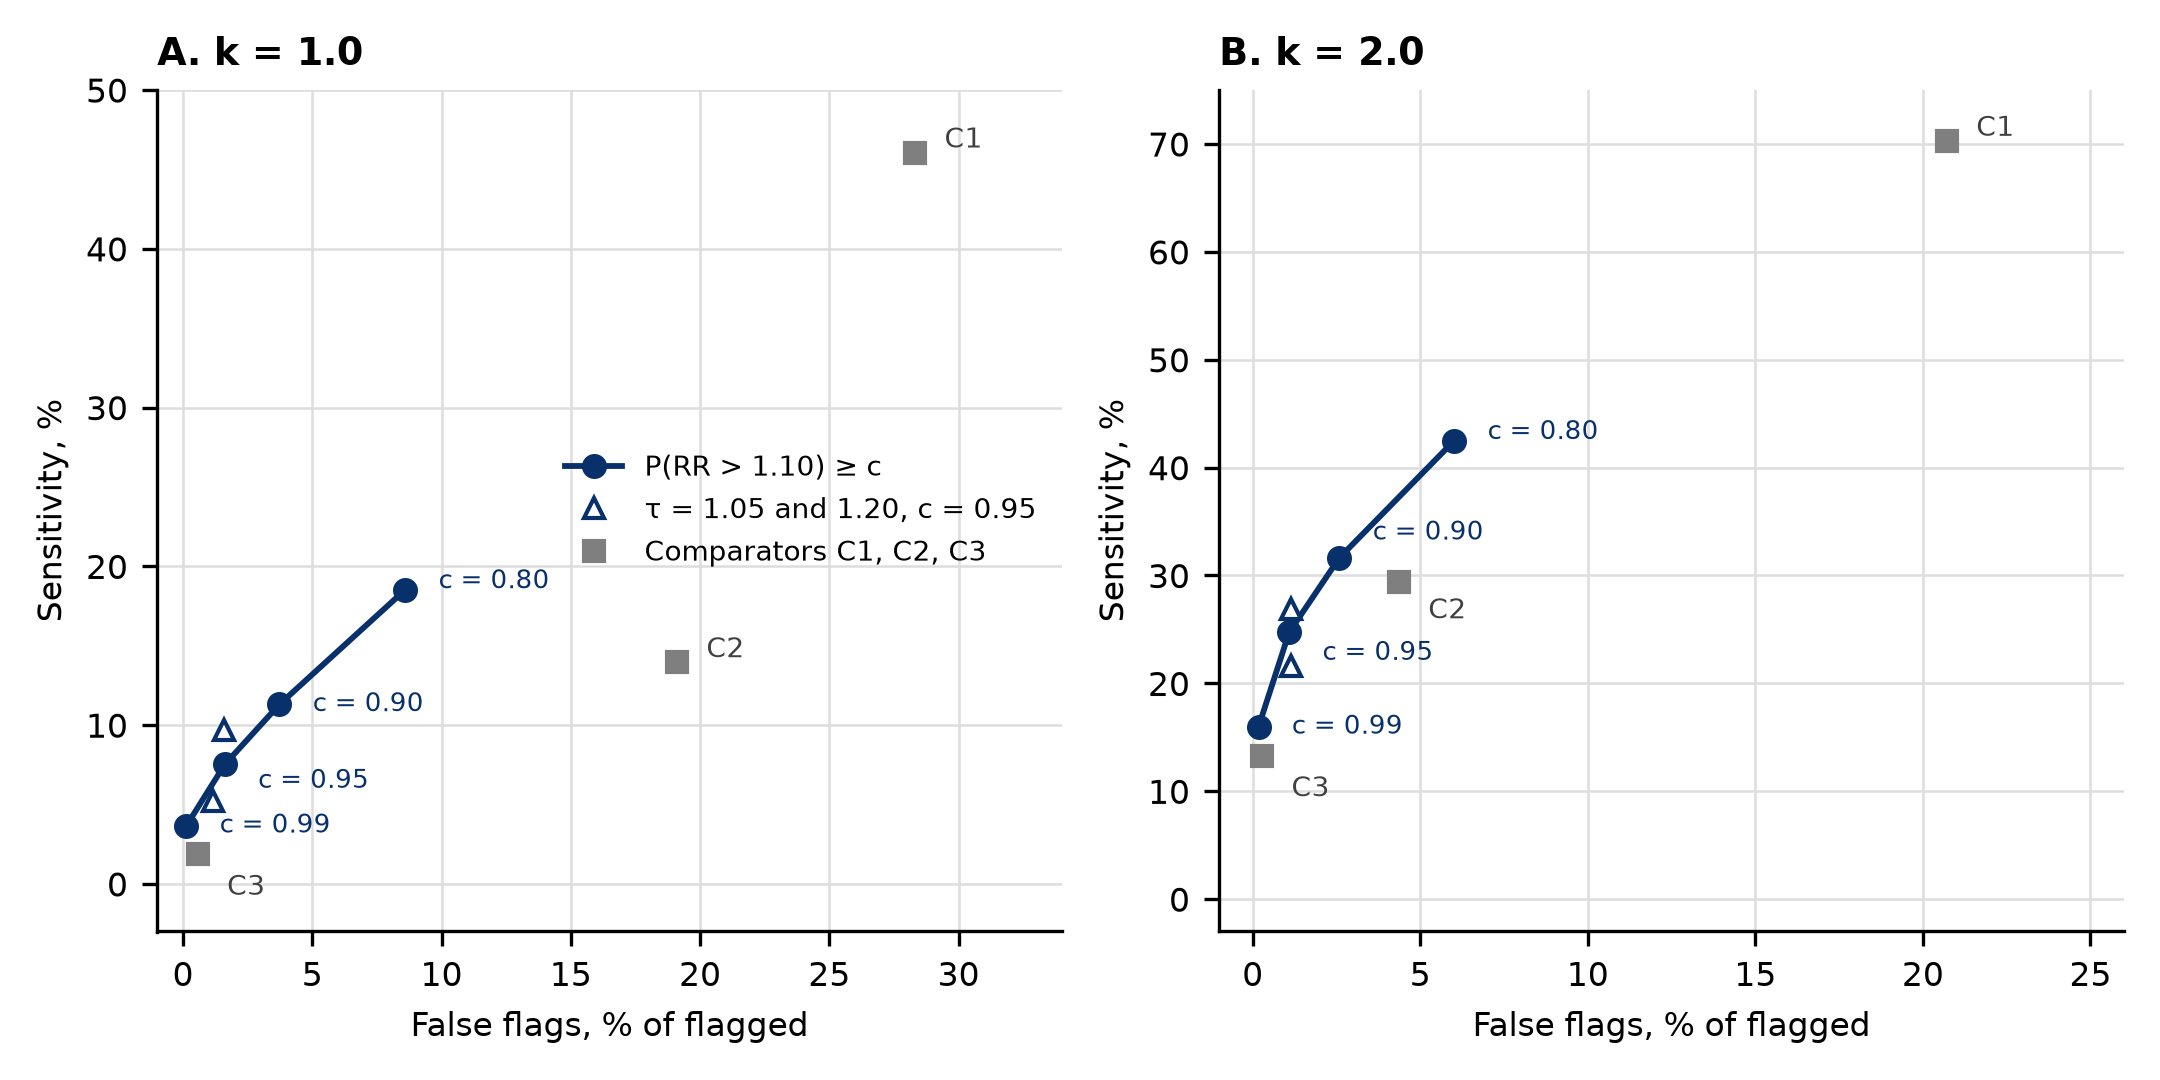 A. k = 1.0
50
40
30
20
10
0
Sensitivity, %
C1
P(RR > 1.10) ≥ c
τ = 1.05 and 1.20, c = 0.95
Comparators C1, C2, C3
c = 0.80
C2
c = 0.90
c = 0.95
c = 0.99
C3
0 5 10 15 20 25 30
False flags, % of flagged
B. k = 2.0
70
60
50
40
30
20
10
0
Sensitivity, %
C1
c = 0.80
c = 0.90
C2
c = 0.95
c = 0.99
C3
0 5 10 15 20 25
False flags, % of flagged